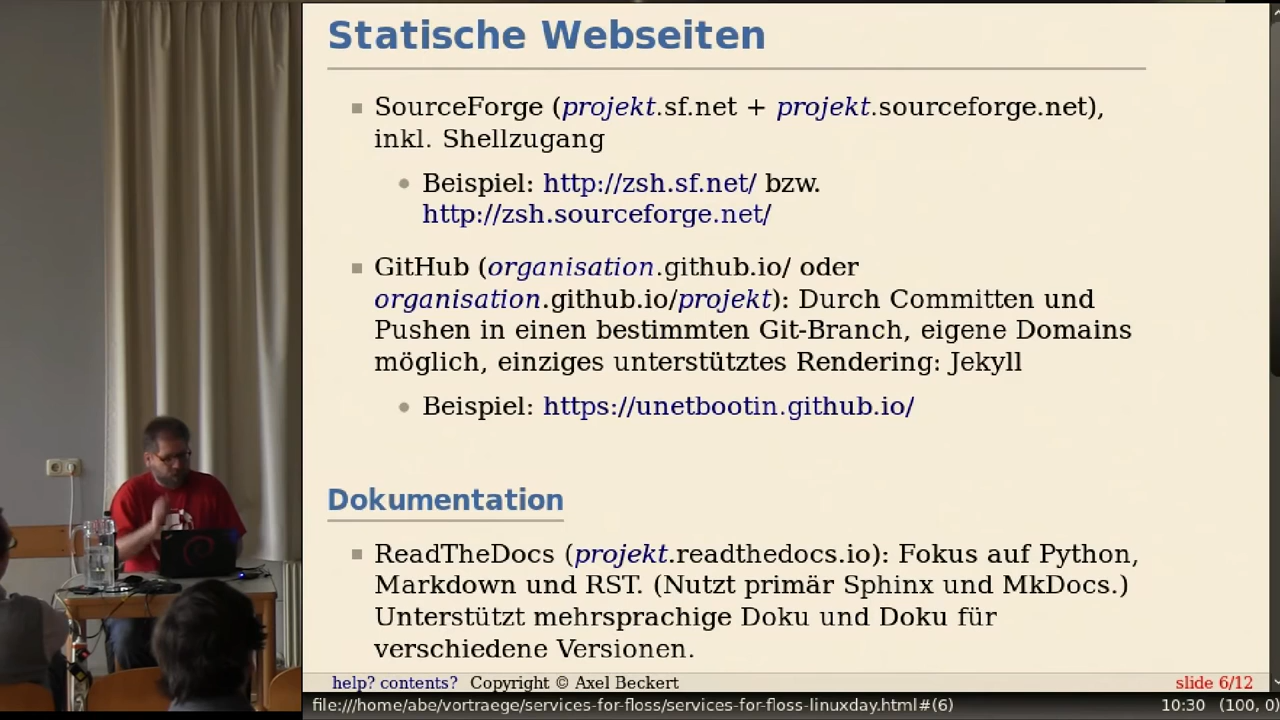 Statische Webseiten
SourceForge (projekt.sf.net + projekt.sourceforge.net),
inkl. Shellzugang
Beispiel: http://zsh.sf.net/ bzw.
http://zsh.sourceforge.net/
GitHub (organisation.github.io/ oder
organisation.github.io/projekt): Durch Committen und
Pushen in einen bestimmten Git-Branch, eigene Domains
möglich, einziges unterstütztes Rendering: Jekyll
Beispiel: https://unetbootin.github.io/
Dokumentation
ReadTheDocs (projekt.readthedocs.io): Fokus auf Python,
Markdown und RST. (Nutzt primär Sphinx und MkDocs.)
Unterstützt mehrsprachige Doku und Doku für
verschiedene Versionen.
help? contents? Copyright © Axel Beckert slide 6/12
file:///home/abe/vortraege/services-for-floss/services-for-floss-linuxday.html#(6) 10:30 (100, 0)